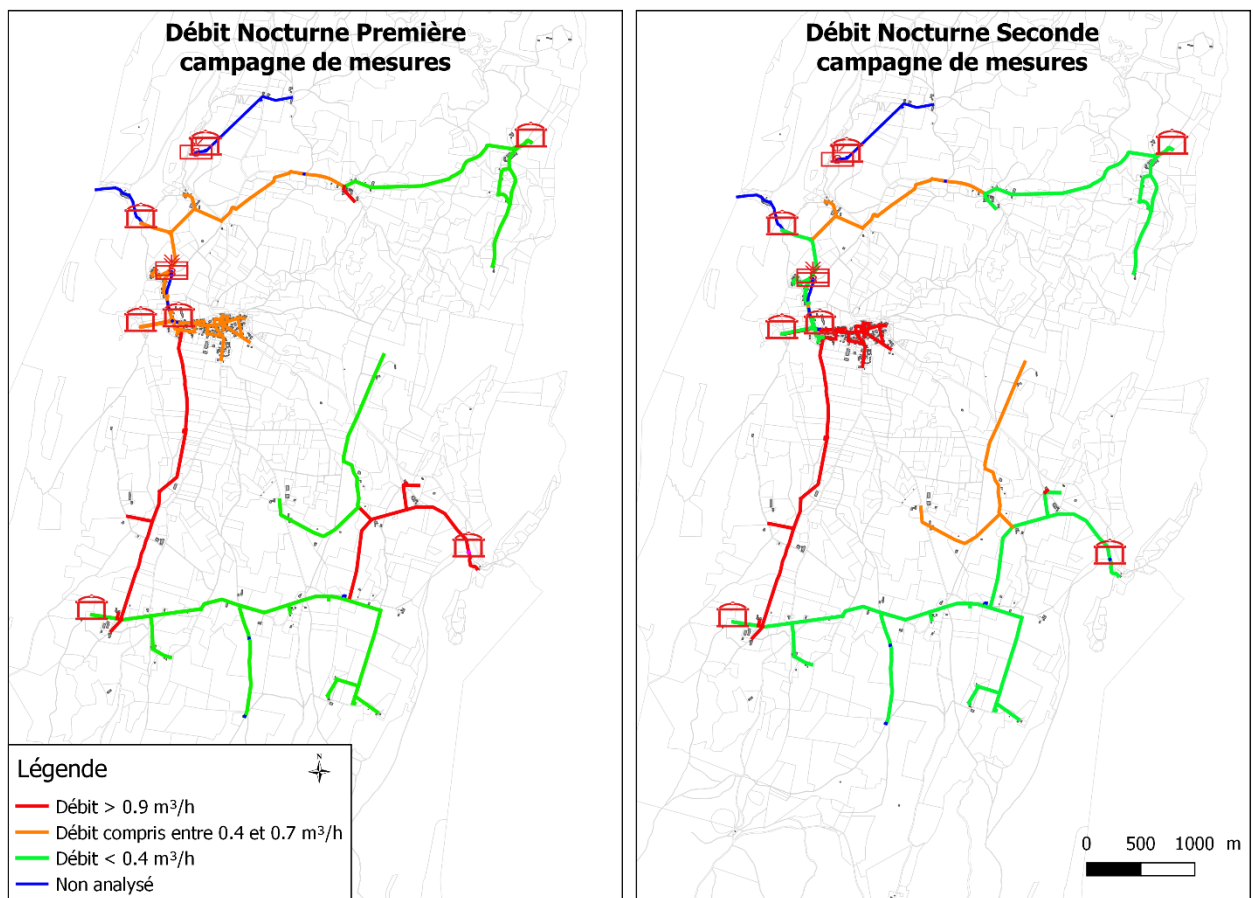 Débit Nocturne Première
campagne de mesures
Débit Nocturne Seconde
campagne de mesures
Légende
N
Débit > 0.9 m³/h
Débit compris entre 0.4 et 0.7 m³/h
Débit < 0.4 m³/h
Non analysé
0 500 1000 m